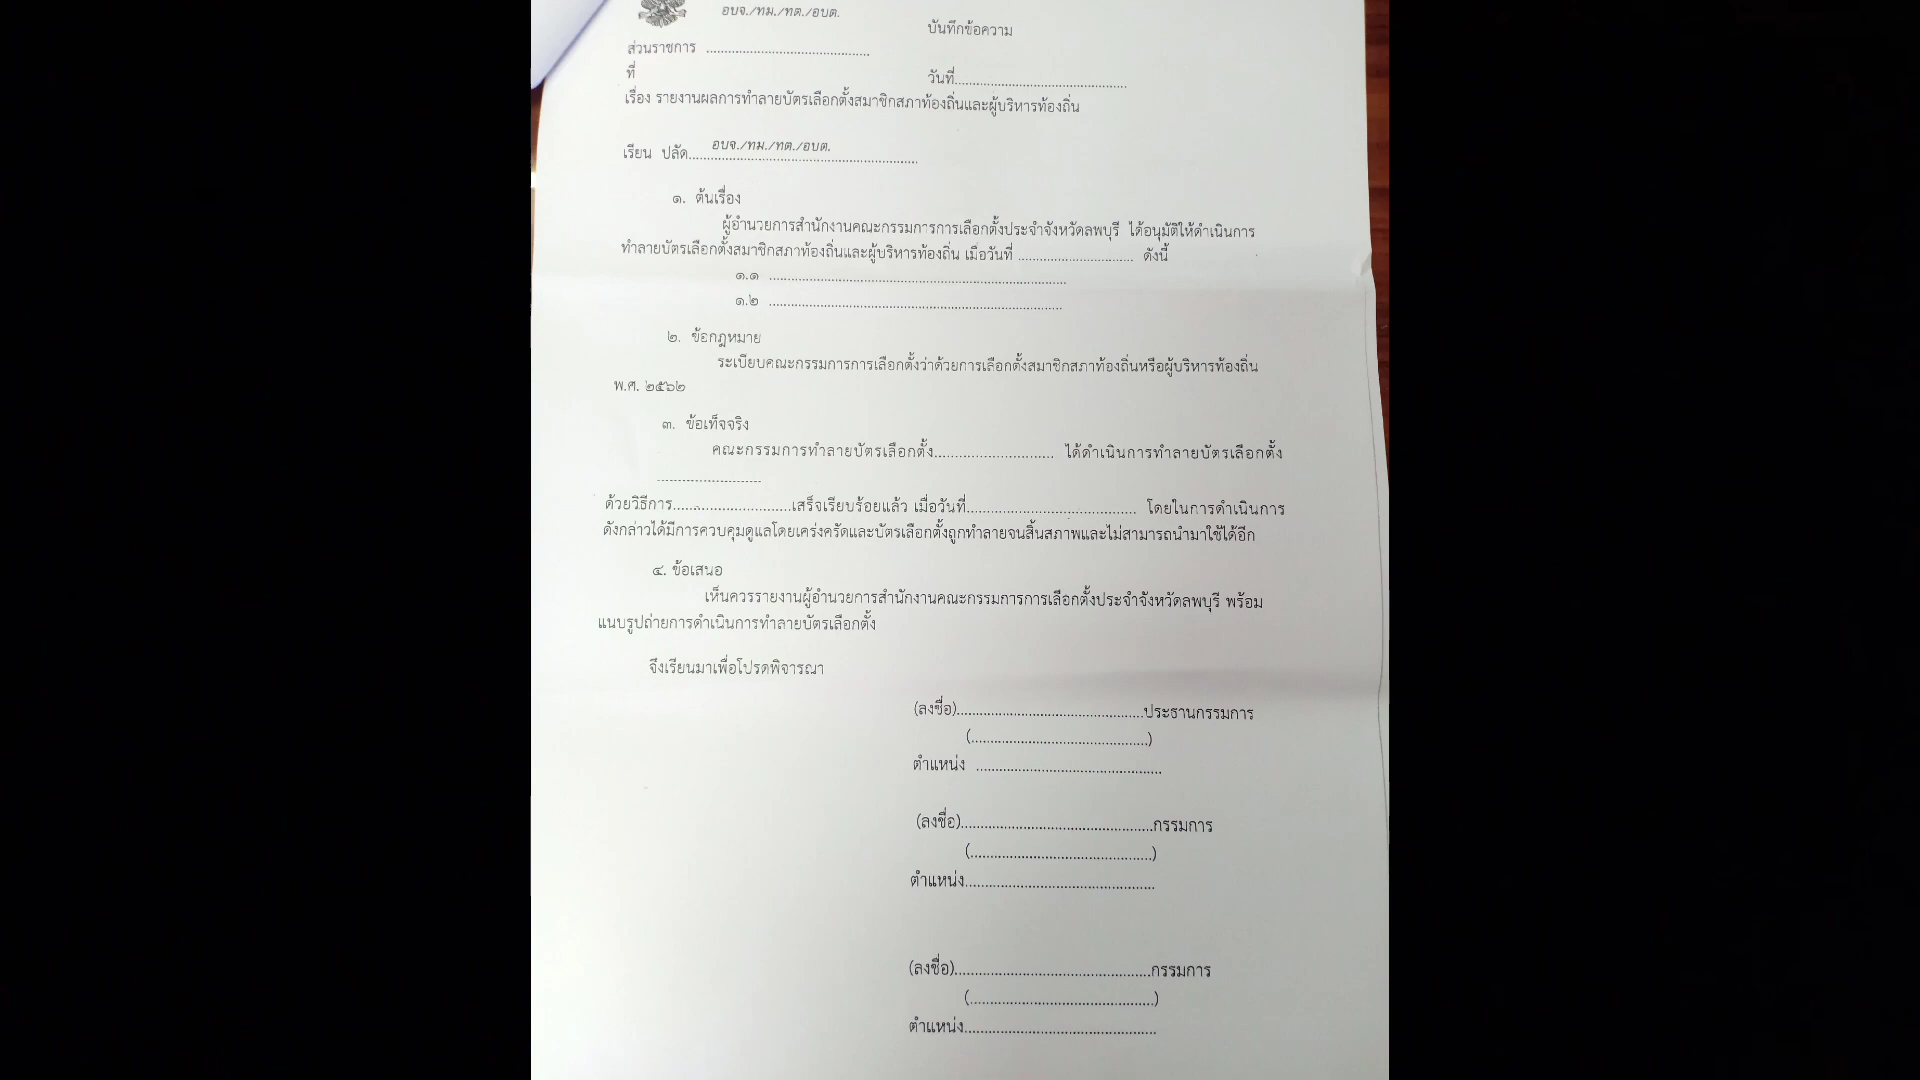 อบจ./ทม./ทต./อบต.
บันทึกข้อความ
ส่วนราชการ ............................................
ที่ วันที่..............................................
เรื่อง รายงานผลการทำลายบัตรเลือกตั้งสมาชิกสภาท้องถิ่นและผู้บริหารท้องถิ่น
อบจ./ทม./ทต./อบต.
เรียน ปลัด.............................................................
๑. ต้นเรื่อง
ผู้อำนวยการสำนักงานคณะกรรมการการเลือกตั้งประจำจังหวัดลพบุรี ได้อนุมัติให้ดำเนินการ
ทำลายบัตรเลือกตั้งสมาชิกสภาท้องถิ่นและผู้บริหารท้องถิ่น เมื่อวันที่ ............................... ดังนี้
๑.๑ ................................................................................
๑.๒ ...............................................................................
๒. ข้อกฎหมาย
ระเบียบคณะกรรมการการเลือกตั้งว่าด้วยการเลือกตั้งสมาชิกสภาท้องถิ่นหรือผู้บริหารท้องถิ่น
พ.ศ. ๒๕๖๒
๓. ข้อเท็จจริง
คณะกรรมการทำลายบัตรเลือกตั้ง............................ ได้ดำเนินการทำลายบัตรเลือกตั้ง
.........................
ด้วยวิธีการ............................เสร็จเรียบร้อยแล้ว เมื่อวันที่......................................... โดยในการดำเนินการ
ดังกล่าวได้มีการควบคุมดูแลโดยเคร่งครัดและบัตรเลือกตั้งถูกทำลายจนสิ้นสภาพและไม่สามารถนำมาใช้ได้อีก
๔. ข้อเสนอ
เห็นควรรายงานผู้อำนวยการสำนักงานคณะกรรมการการเลือกตั้งประจำจังหวัดลพบุรี พร้อม
แนบรูปถ่ายการดำเนินการทำลายบัตรเลือกตั้ง
จึงเรียนมาเพื่อโปรดพิจารณา
(ลงชื่อ)...............................................ประธานกรรมการ
(..............................................)
ตำแหน่ง ................................................
(ลงชื่อ)................................................กรรมการ
(...............................................)
ตำแหน่ง................................................
(ลงชื่อ).................................................กรรมการ
(...............................................)
ตำแหน่ง.................................................